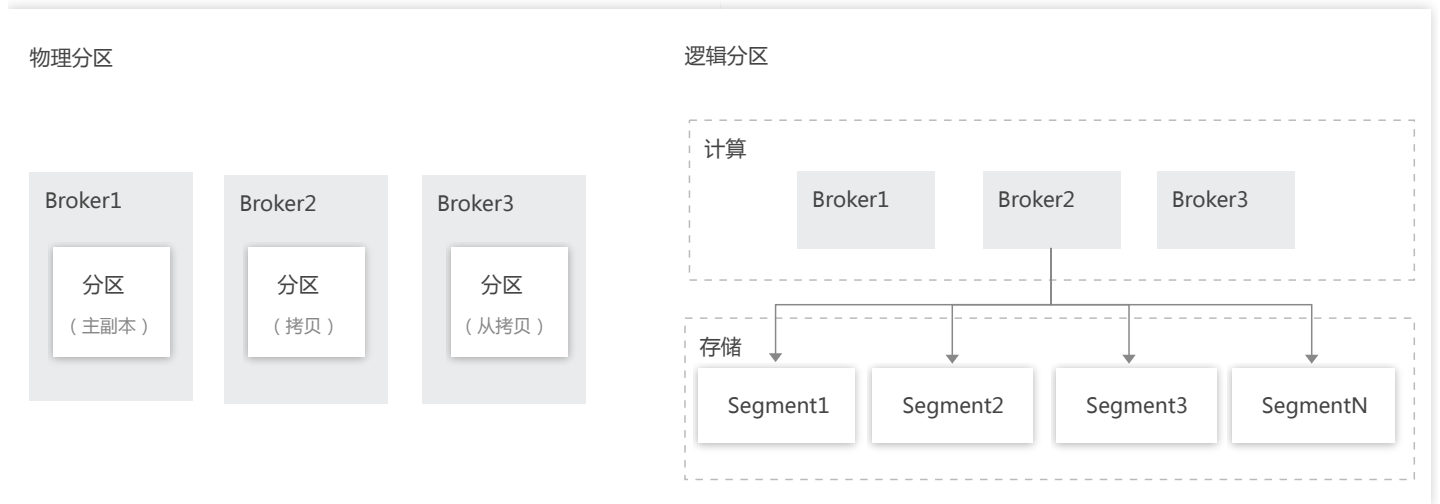 物理分区
Broker1
分区
（主副本）
Broker2
分区
（拷贝）
Broker3
分区
（从拷贝）
逻辑分区
计算
Broker1
Broker2
Broker3
存储
Segment1
Segment2
Segment3
SegmentN